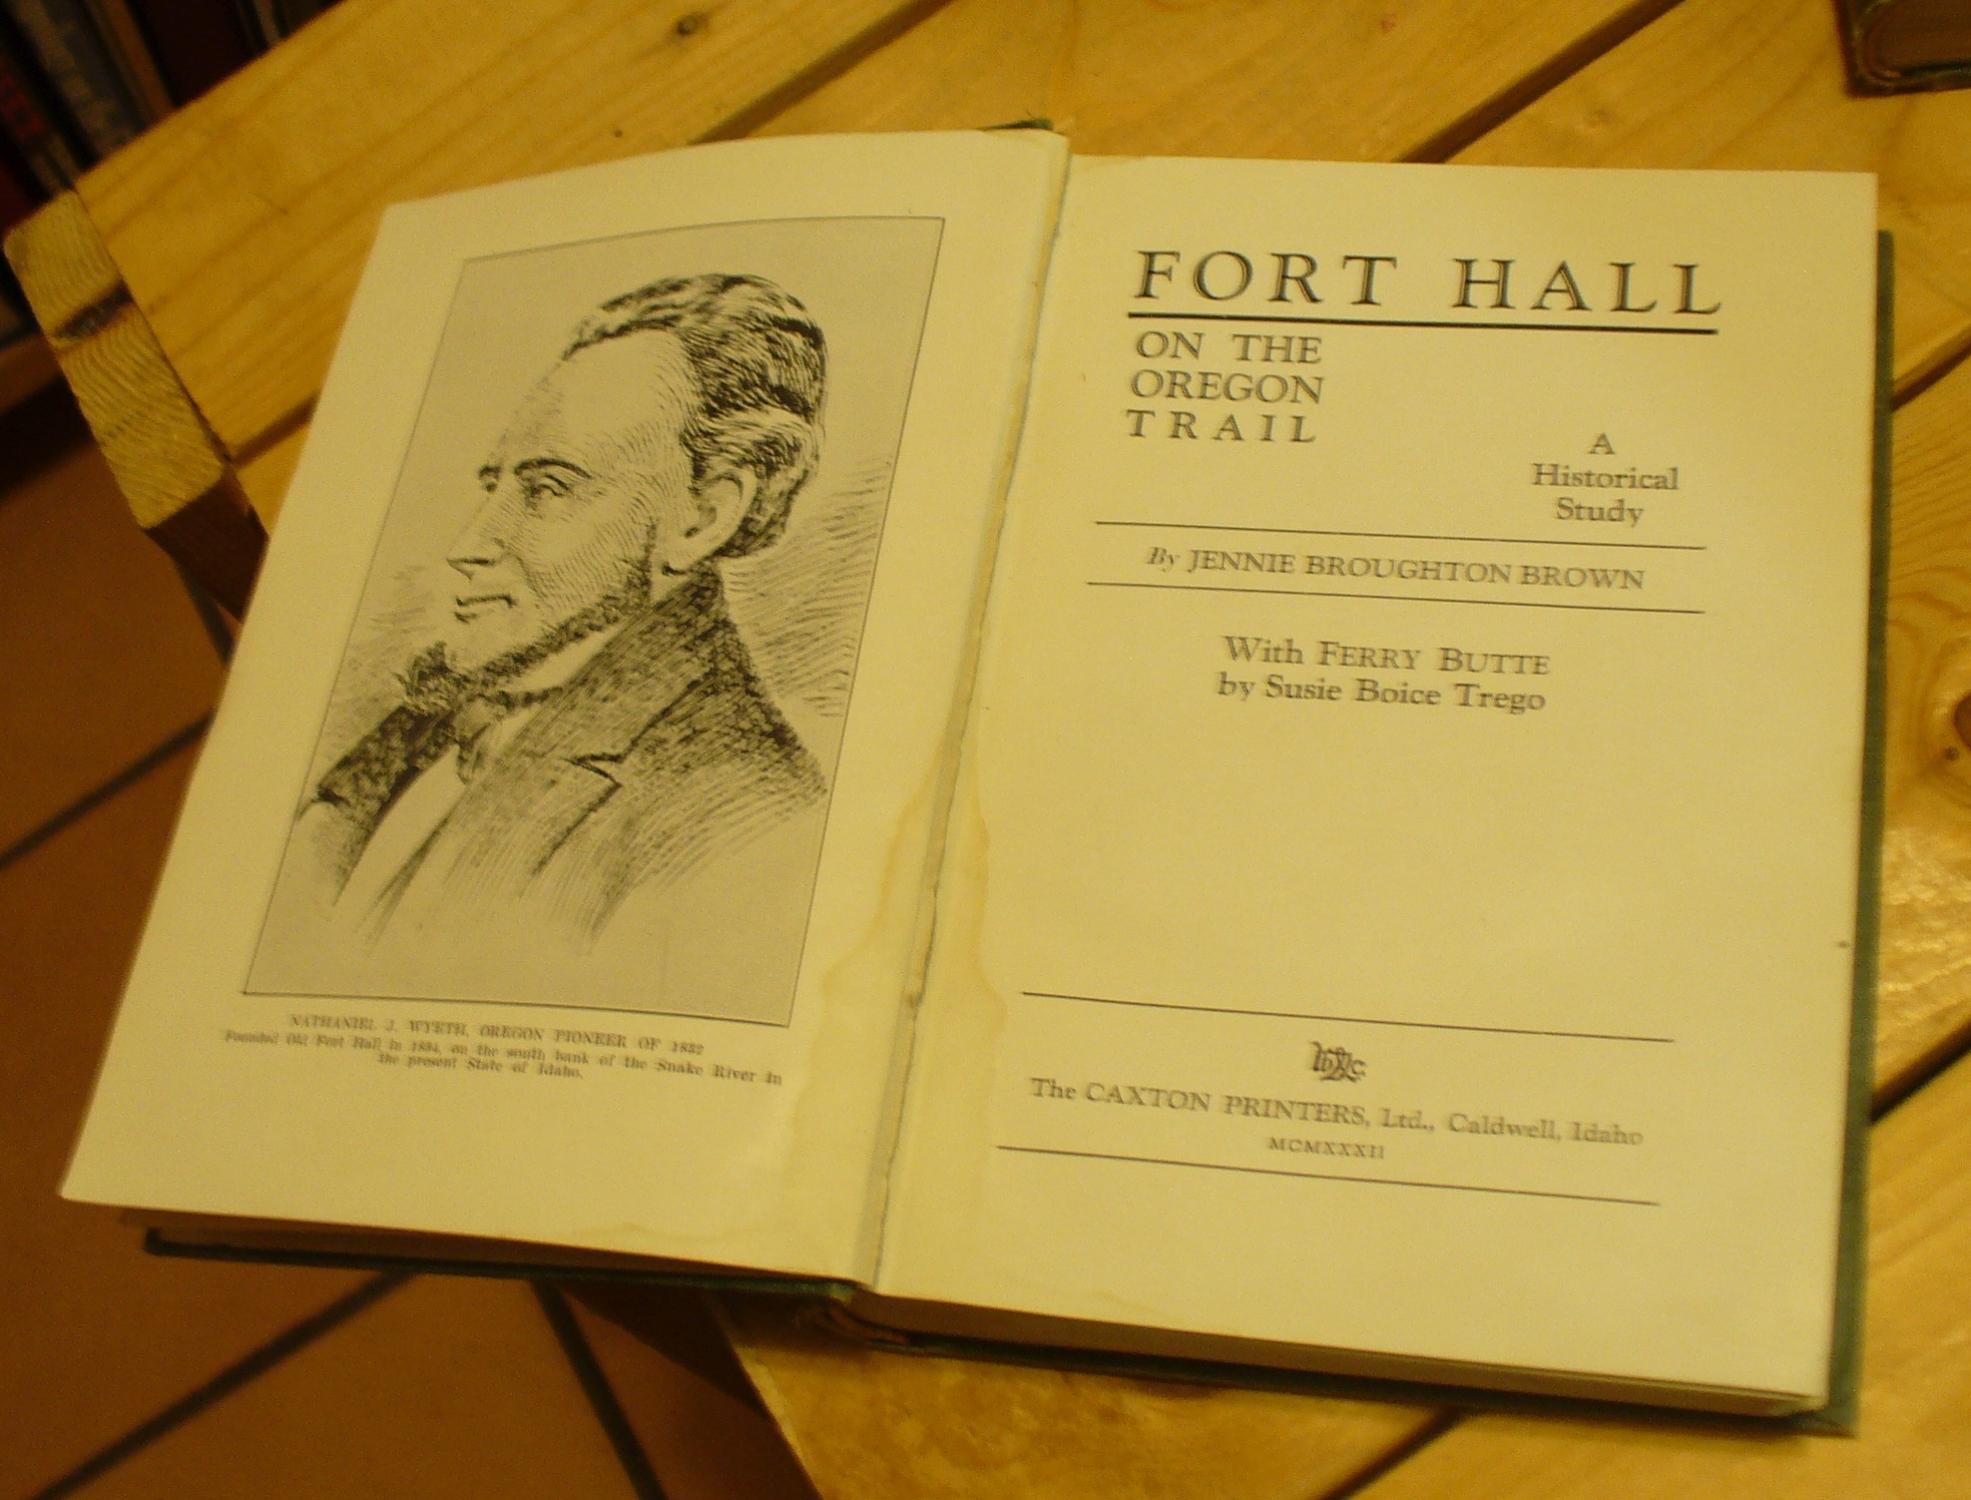 NATHANIEL J. WYETH, OREGON PIONEER OF 1832
Founded Old Fort Hall in 1834, on the south bank of the Snake River in
the present State of Idaho.
FORT HALL
ON THE
OREGON
TRAIL
A
Historical
Study
By JENNIE BROUGHTON BROWN
With FERRY BUTTE
by Susie Boice Trego
The CAXTON PRINTERS, Ltd., Caldwell, Idaho
MCMXXXII